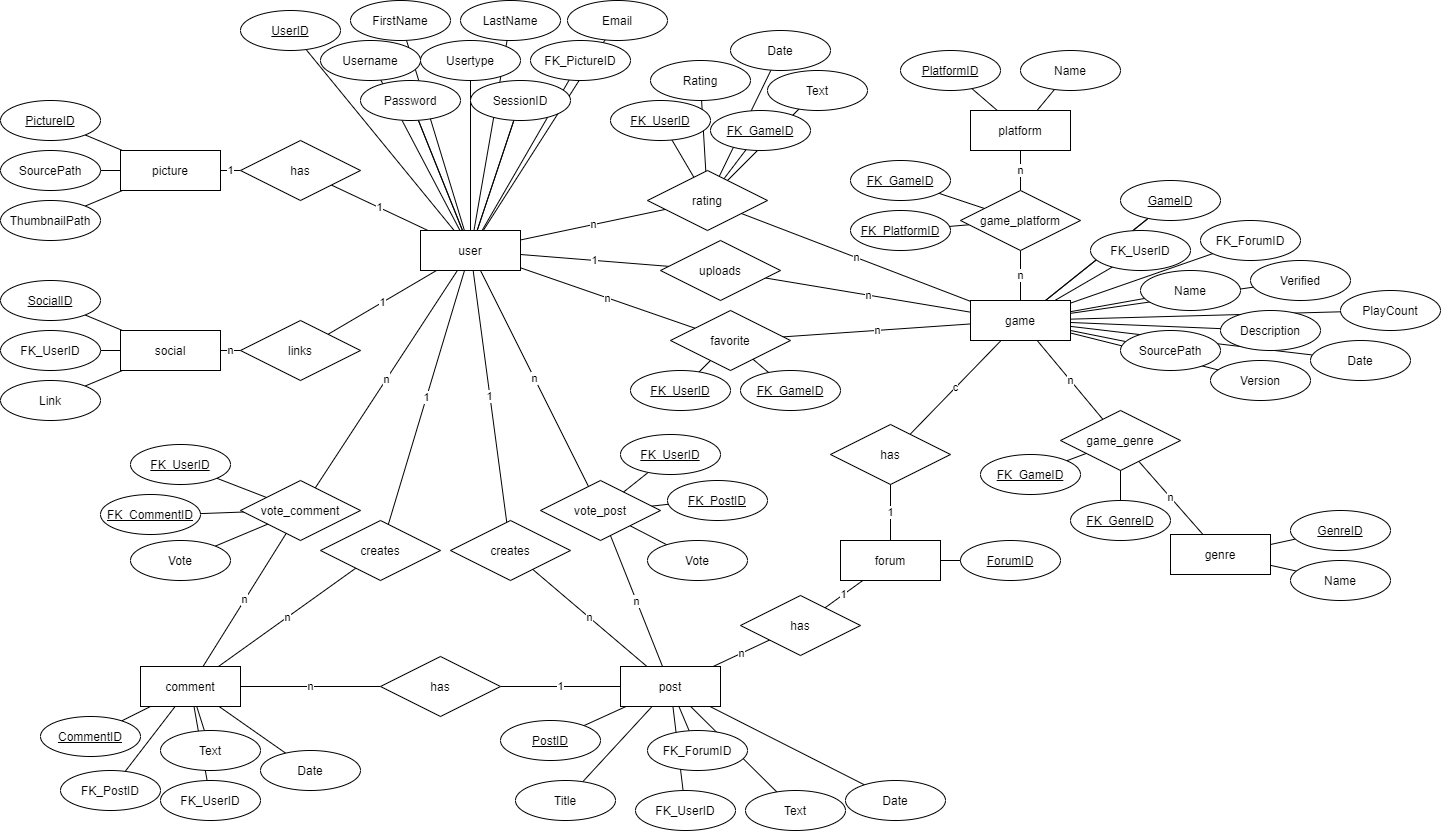 FirstName
LastName
Email
UserID
Username
Usertype
FK_PictureID
Password
SessionID
Date
Rating
Text
FK_UserID
FK_GameID
PlatformID
Name
platform
n
PictureID
SourcePath
ThumbnailPath
picture
1
has
1
user
n
rating
n
FK_GameID
FK_PlatformID
game_platform
n
GameID
FK_UserID
FK_ForumID
Name
Verified
PlayCount
Description
SourcePath
Date
Version
game
1
uploads
n
n
favorite
n
FK_UserID
FK_GameID
SocialID
FK_UserID
Link
social
n
links
1
n
1
1
n
c
has
1
n
game_genre
FK_GameID
FK_GenreID
n
genre
GenreID
Name
FK_UserID
FK_CommentID
Vote
vote_comment
creates
creates
vote_post
FK_UserID
FK_PostID
Vote
forum
ForumID
1
has
n
n
n
n
n
comment
n
has
1
post
CommentID
FK_PostID
Text
FK_UserID
Date
PostID
Title
FK_ForumID
FK_UserID
Text
Date